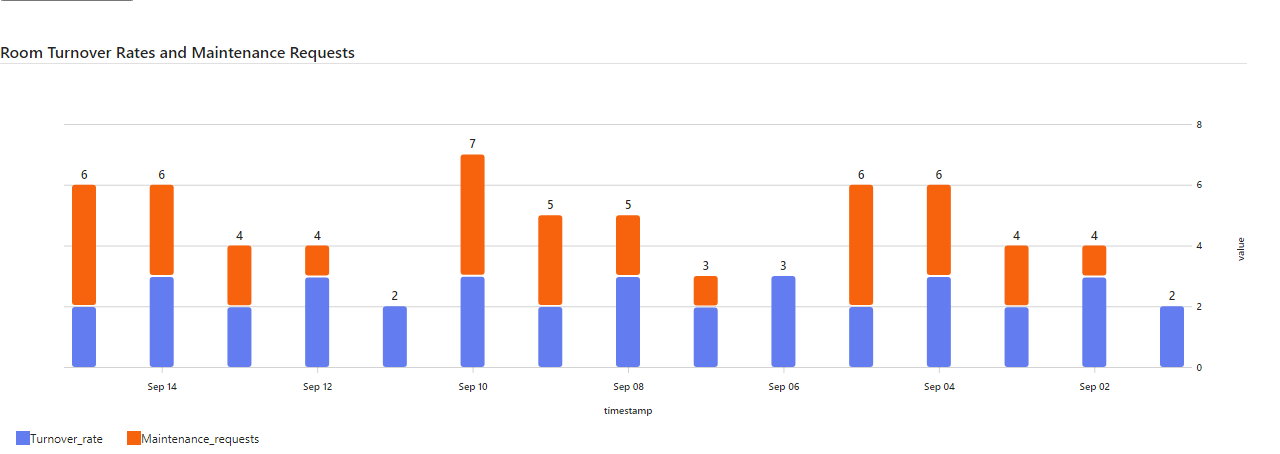 Room Turnover Rates and Maintenance Requests
8
7
6 6 6 6 6
5 5
4 4 4 4 4
value
3 3
2 2 2
0
Sep 14 Sep 12 Sep 10 Sep 08 Sep 06 Sep 04 Sep 02
timestamp
Turnover_rate Maintenance_requests